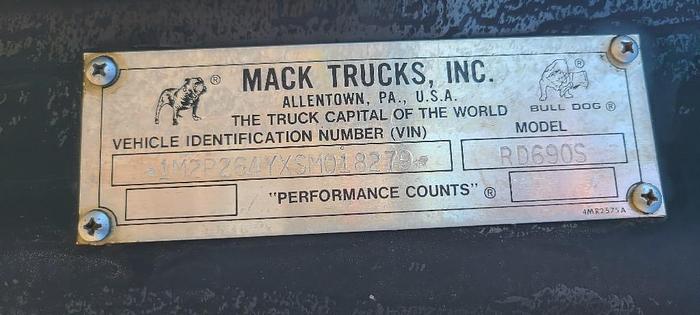 MACK TRUCKS, INC.
ALLENTOWN, PA., U.S.A.
THE TRUCK CAPITAL OF THE WORLD
BULL DOG ®
VEHICLE IDENTIFICATION NUMBER (VIN)
MODEL
*1M2P264YXSM018279*
RD690S
"PERFORMANCE COUNTS" ®
4MR2575A